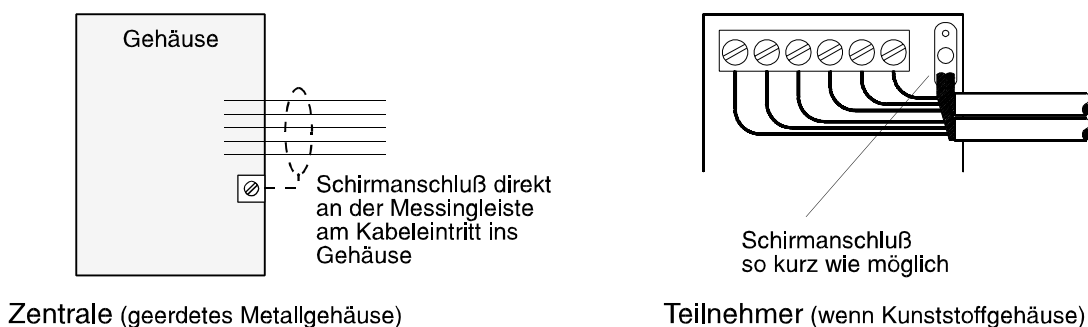 Gehäuse
Schirmanschluß direkt
an der Messingleiste
am Kabeleintritt ins
Gehäuse
Zentrale (geerdetes Metallgehäuse)
Schirmanschluß
so kurz wie möglich
Teilnehmer (wenn Kunststoffgehäuse)